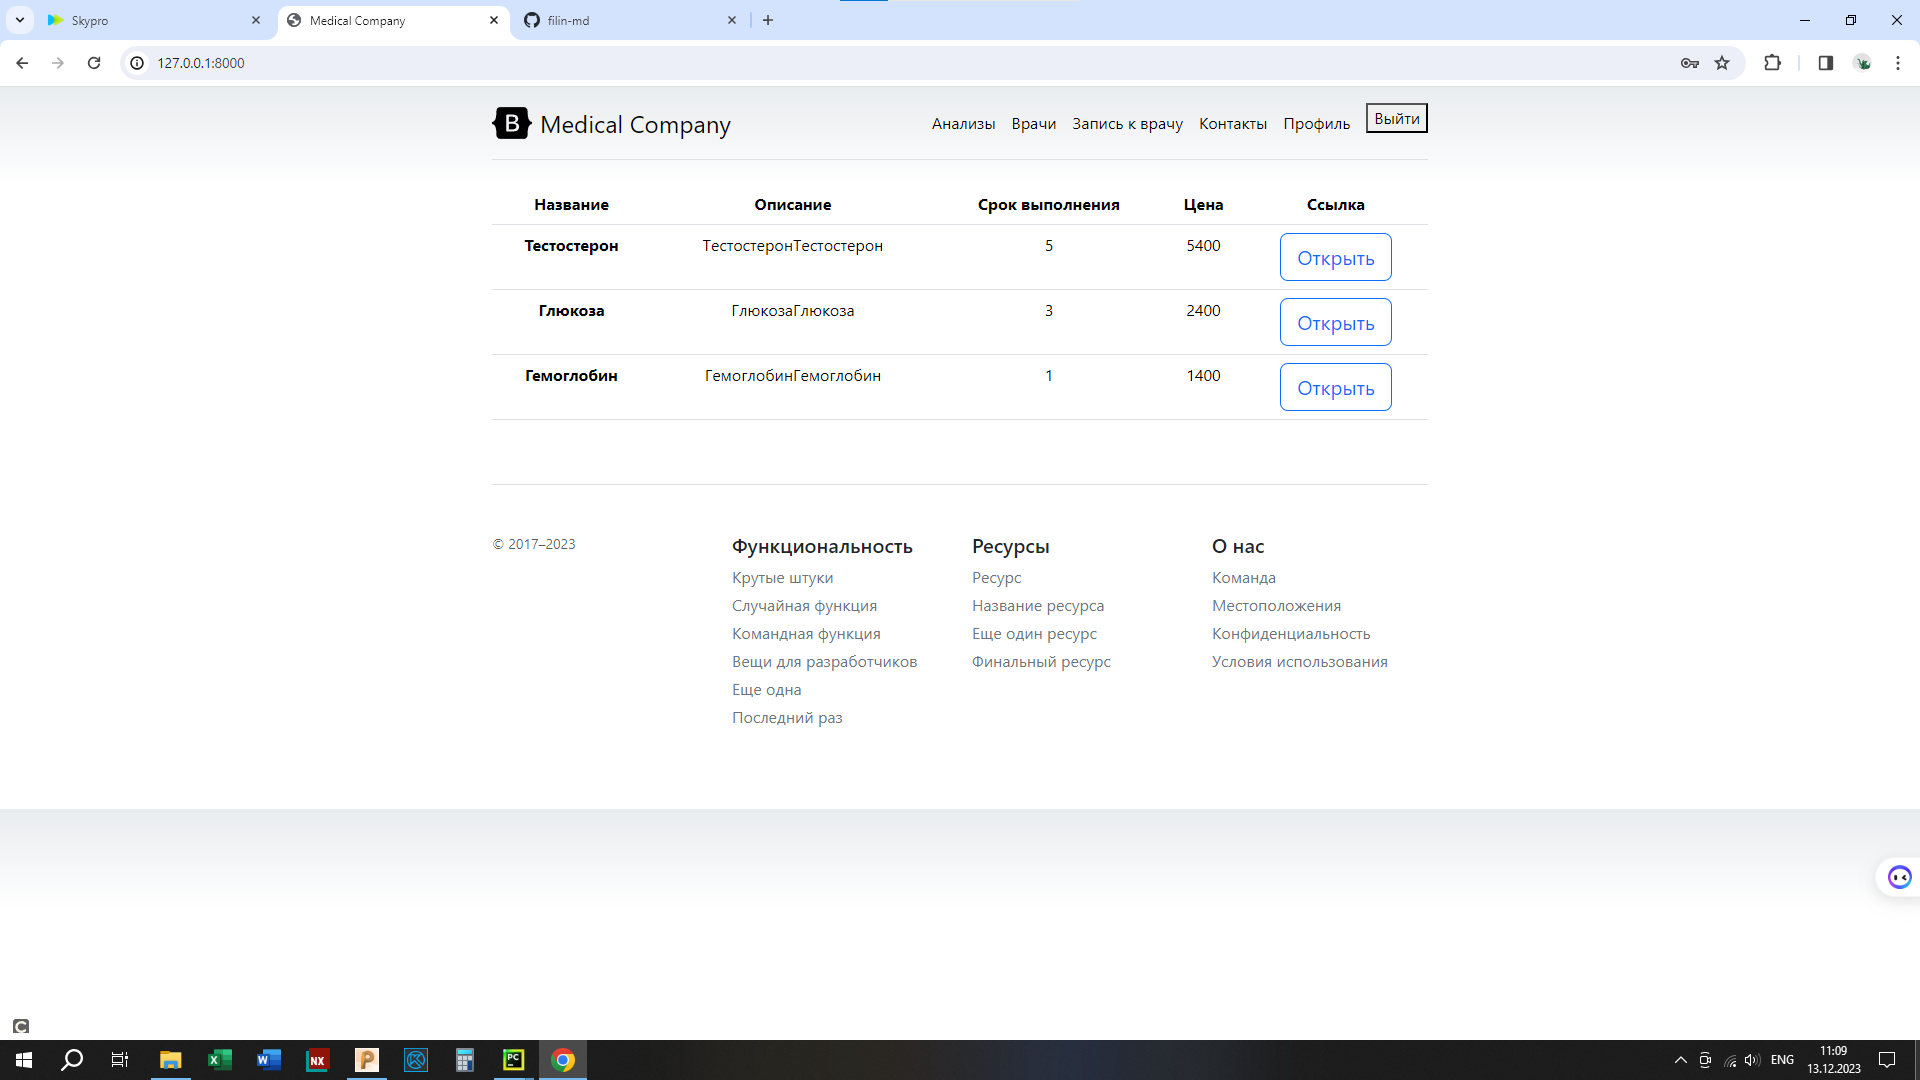 Skypro
Medical Company
filin-md
127.0.0.1:8000
B Medical Company
Анализы Врачи Запись к врачу Контакты Профиль Выйти
Название Описание Срок выполнения Цена Ссылка
Тестостерон ТестостеронТестостерон 5 5400 Открыть
Глюкоза ГлюкозаГлюкоза 3 2400 Открыть
Гемоглобин ГемоглобинГемоглобин 1 1400 Открыть
© 2017–2023
Функциональность
Крутые штуки
Случайная функция
Командная функция
Вещи для разработчиков
Еще одна
Последний раз
Ресурсы
Ресурс
Название ресурса
Еще один ресурс
Финальный ресурс
О нас
Команда
Местоположения
Конфиденциальность
Условия использования
C
NX
P
PC
ENG
11:09
13.12.2023